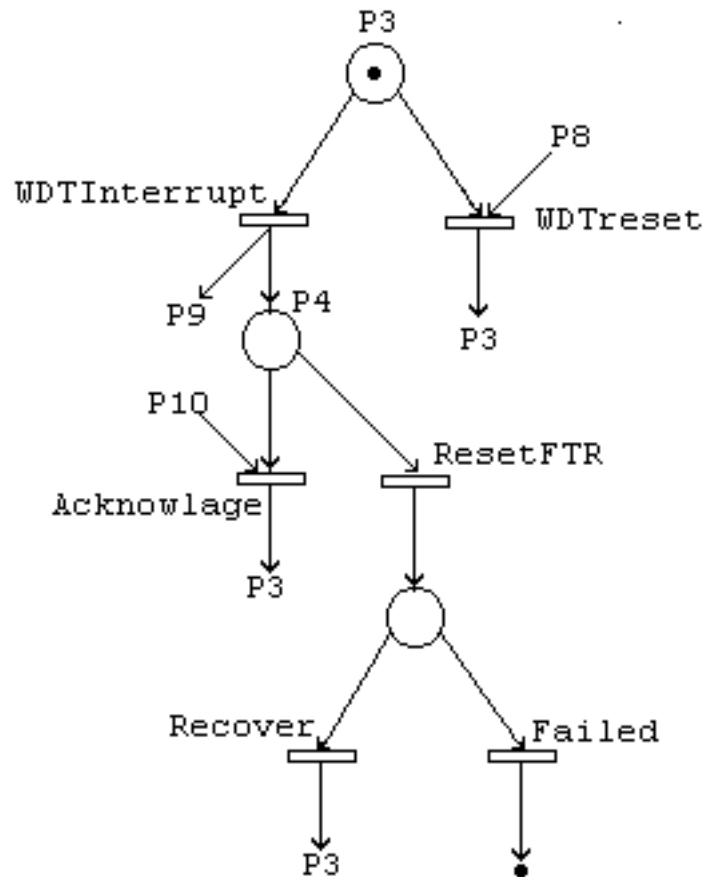 P3
P8
WDTInterrupt
WDTreset
P9
P4
P3
P10
ResetFTR
Acknowlage
P3
Recover
Failed
P3